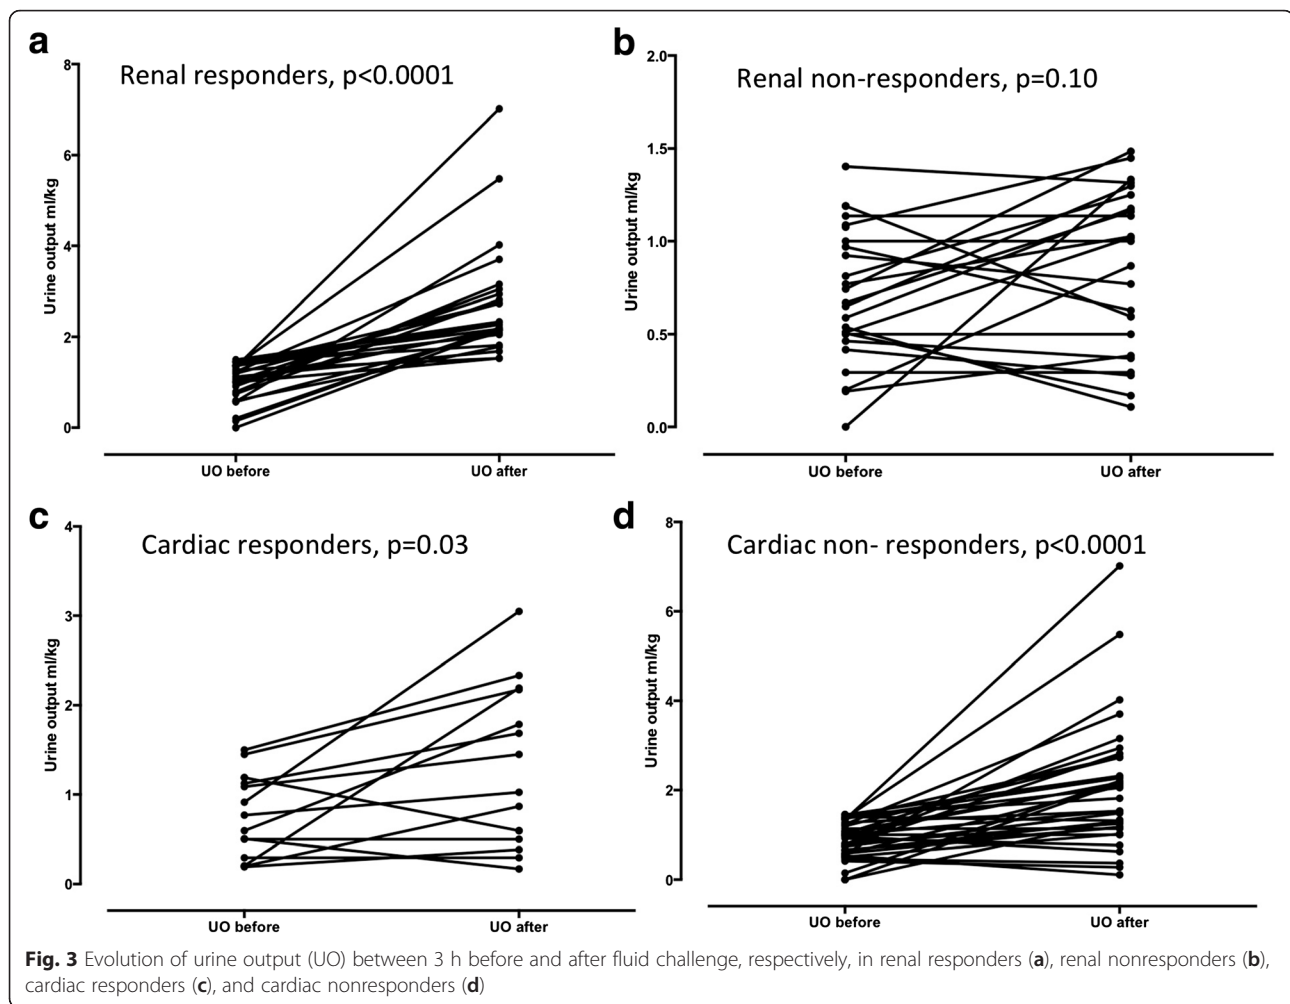 a
Renal responders, p<0.0001
8
6
4
2
0
Urine output ml/kg
UO before
UO after
b
Renal non-responders, p=0.10
2.0
1.5
1.0
0.5
0.0
Urine output ml/kg
UO before
UO after
c
Cardiac responders, p=0.03
4
3
2
1
0
Urine output ml/kg
UO before
UO after
d
Cardiac non- responders, p<0.0001
8
6
4
2
0
Urine output ml/kg
UO before
UO after
Fig. 3 Evolution of urine output (UO) between 3 h before and after fluid challenge, respectively, in renal responders (a), renal nonresponders (b),
cardiac responders (c), and cardiac nonresponders (d)